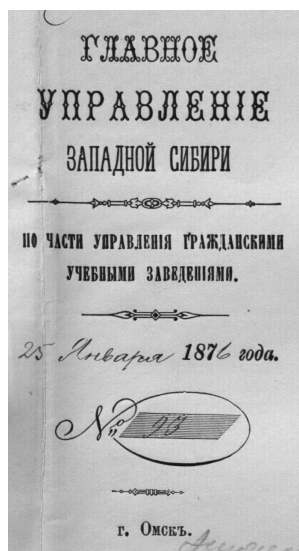 ГЛАВНОЕ
УПРАВЛЕНІЕ
ЗАПАДНОЙ СИБИРИ
ПО ЧАСТИ УПРАВЛЕНІЯ ГРАЖДАНСКИМИ
УЧЕБНЫМИ ЗАВЕДЕНІЯМИ.
25 Января 1876 года.
№ 93
г. Омскъ.